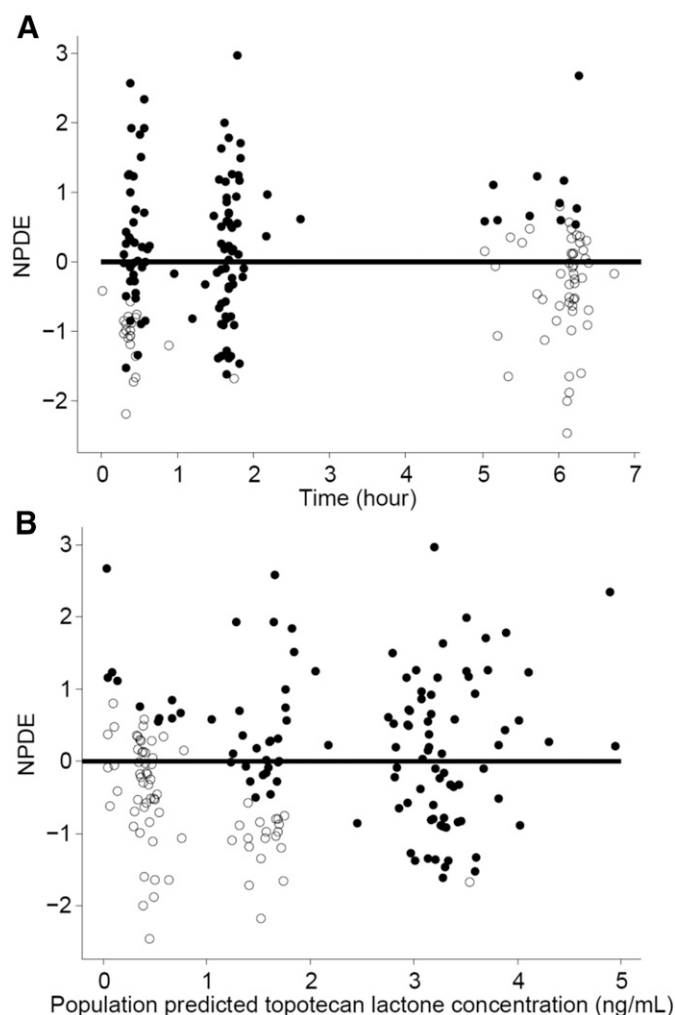 A
3
2
1
0
−1
−2
NPDE
0 1 2 3 4 5 6 7
Time (hour)
B
3
2
1
0
−1
−2
NPDE
0 1 2 3 4 5
Population predicted topotecan lactone concentration (ng/mL)